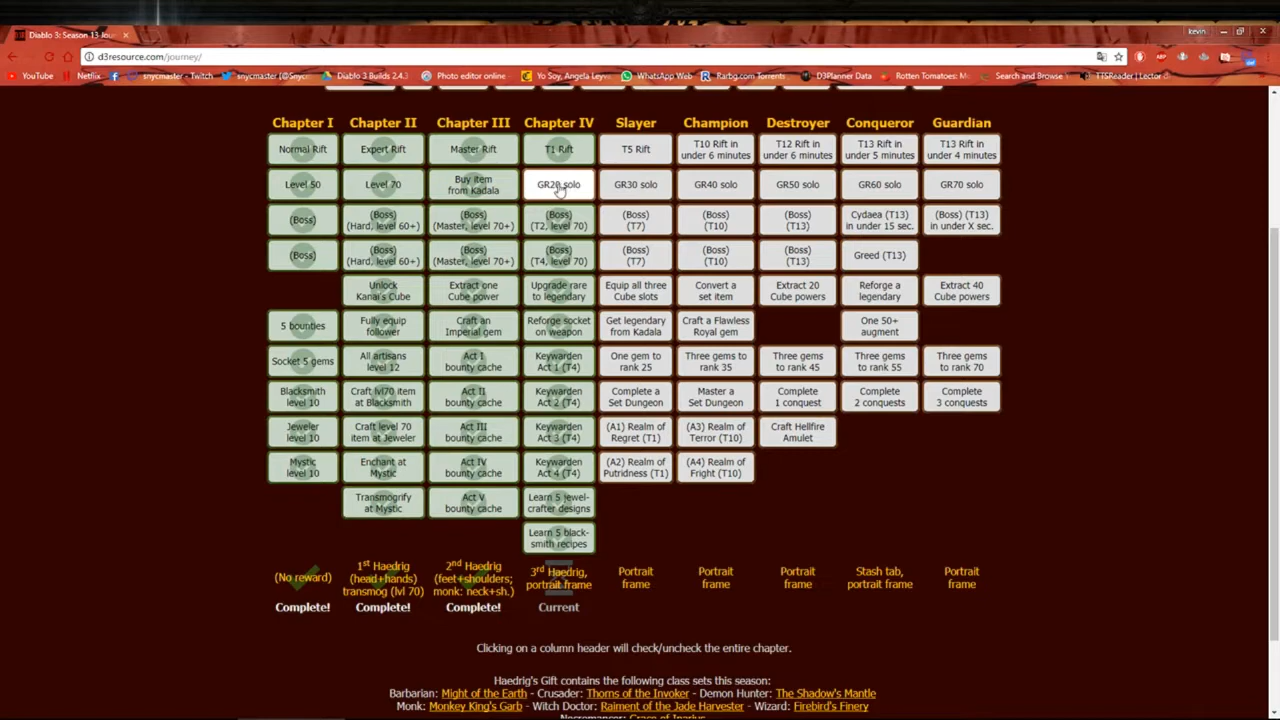 Diablo 3: Season 13 Jou
kevin
d3resource.com/journey/
YouTube Netflix snycmaster - Twitch snycmaster (@Snyc Diablo 3 Builds 2.4.3 Photo editor online Yo Soy, Angela Leyv WhatsApp Web Rarbg.com Torrents D3Planner Data Rotten Tomatoes: M Search and Browse TTSReader | Lector
Chapter I Chapter II Chapter III Chapter IV Slayer Champion Destroyer Conqueror Guardian
Normal Rift Expert Rift Master Rift T1 Rift T5 Rift T10 Rift in under 6 minutes T12 Rift in under 6 minutes T13 Rift in under 5 minutes T13 Rift in under 4 minutes
Level 50 Level 70 Buy item from Kadala GR20 solo GR30 solo GR40 solo GR50 solo GR60 solo GR70 solo
(Boss) (Boss) (Hard, level 60+) (Boss) (Master, level 70+) (Boss) (T2, level 70) (Boss) (T7) (Boss) (T10) (Boss) (T13) Cydaea (T13) in under 15 sec. (Boss) (T13) in under X sec.
(Boss) (Boss) (Hard, level 60+) (Boss) (Master, level 70+) (Boss) (T4, level 70) (Boss) (T7) (Boss) (T10) (Boss) (T13) Greed (T13)
Unlock Kanai's Cube Extract one Cube power Upgrade rare to legendary Equip all three Cube slots Convert a set item Extract 20 Cube powers Reforge a legendary Extract 40 Cube powers
5 bounties Fully equip follower Craft an Imperial gem Reforge socket on weapon Get legendary from Kadala Craft a Flawless Royal gem One 50+ augment
Socket 5 gems All artisans level 12 Act I bounty cache Keywarden Act 1 (T4) One gem to rank 25 Three gems to rank 35 Three gems to rank 45 Three gems to rank 55 Three gems to rank 70
Blacksmith level 10 Craft lvl70 item at Blacksmith Act II bounty cache Keywarden Act 2 (T4) Complete a Set Dungeon Master a Set Dungeon Complete 1 conquest Complete 2 conquests Complete 3 conquests
Jeweler level 10 Craft level 70 item at Jeweler Act III bounty cache Keywarden Act 3 (T4) (A1) Realm of Regret (T1) (A3) Realm of Terror (T10) Craft Hellfire Amulet
Mystic level 10 Enchant at Mystic Act IV bounty cache Keywarden Act 4 (T4) (A2) Realm of Putridness (T1) (A4) Realm of Fright (T10)
Transmogrify at Mystic Act V bounty cache Learn 5 jewel-crafter designs
Learn 5 black-smith recipes
(No reward) 1st Haedrig (head+hands) transmog (lvl 70) 2nd Haedrig (feet+shoulders; monk: neck+sh.) 3rd Haedrig, portrait frame Portrait frame Portrait frame Portrait frame Stash tab, portrait frame Portrait frame
Complete! Complete! Complete! Current
Clicking on a column header will check/uncheck the entire chapter.
Haedrig's Gift contains the following class sets this season:
Barbarian: Might of the Earth - Crusader: Thorns of the Invoker - Demon Hunter: The Shadow's Mantle
Monk: Monkey King's Garb - Witch Doctor: Raiment of the Jade Harvester - Wizard: Firebird's Finery
Necromancer: Grace of Inarius